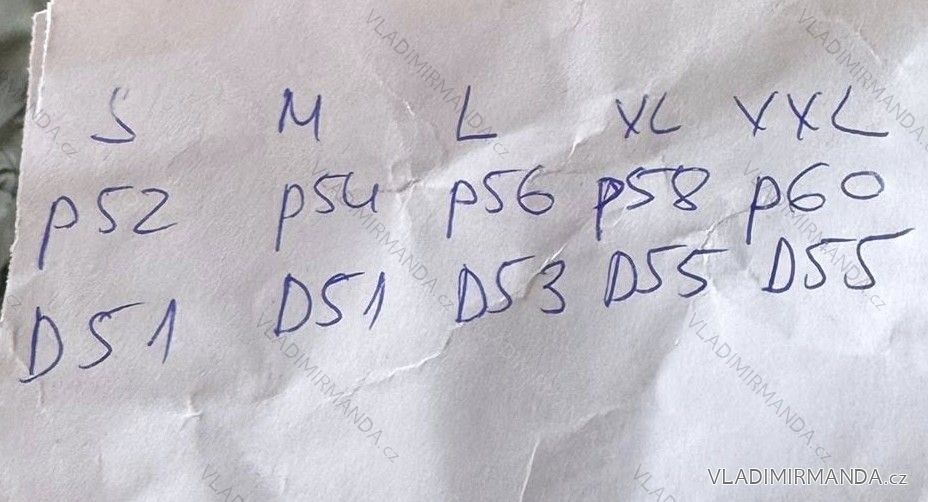 S M L XL XXL
p52 p54 p56 p58 p60
D51 D51 D53 D55 D55
VLADIMIRMANDA.cz